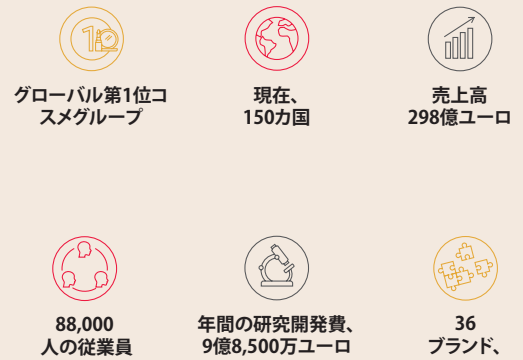 1
グローバル第1位コ
スメグループ
現在、
150カ国
売上高
298億ユーロ
88,000
人の従業員
年間の研究開発費、
9億8,500万ユーロ
36
ブランド、